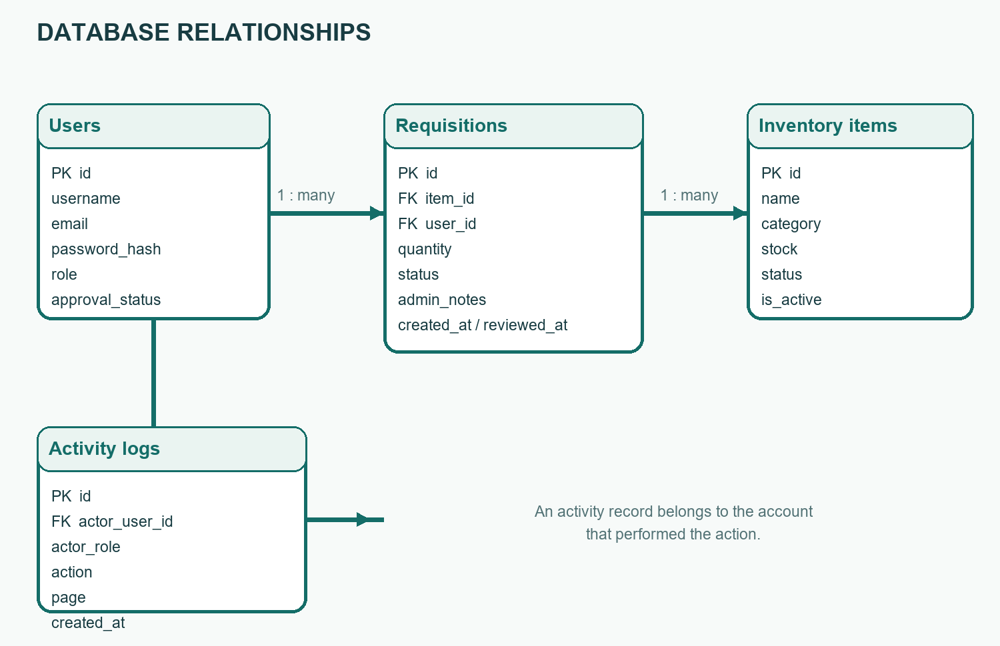 DATABASE RELATIONSHIPS
Users
PK id
username
email
password_hash
role
approval_status
1 : many
Requisitions
PK id
FK item_id
FK user_id
quantity
status
admin_notes
created_at / reviewed_at
1 : many
Inventory items
PK id
name
category
stock
status
is_active
Activity logs
PK id
FK actor_user_id
actor_role
action
page
created_at
An activity record belongs to the account
that performed the action.